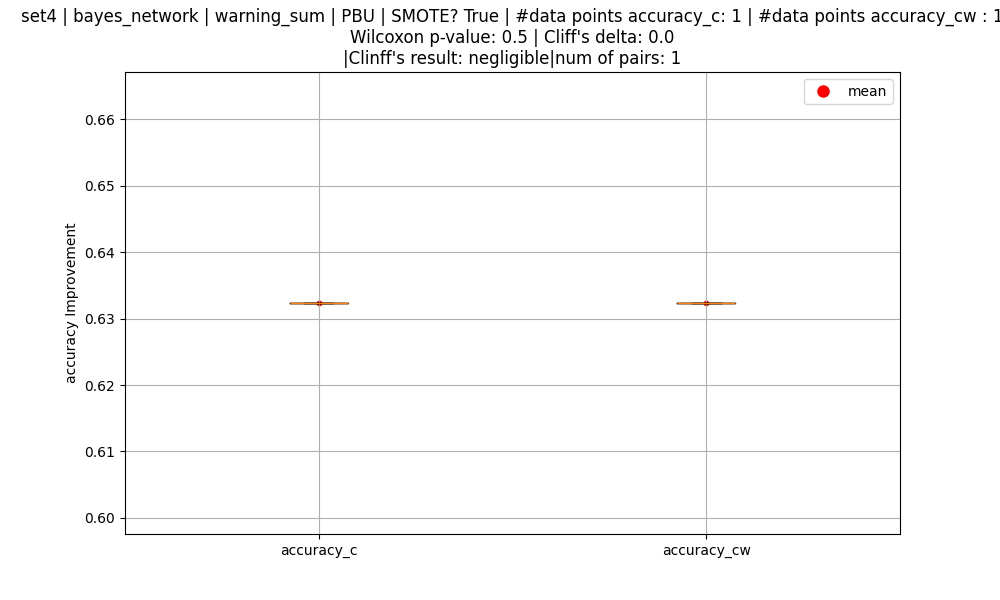 set4 | bayes_network | warning_sum | PBU | SMOTE? True | #data points accuracy_c: 1 | #data points accuracy_cw : 1
Wilcoxon p-value: 0.5 | Cliff's delta: 0.0
|Clinff's result: negligible|num of pairs: 1
mean
0.66
0.65
0.64
0.63
0.62
0.61
0.60
accuracy Improvement
accuracy_c
accuracy_cw